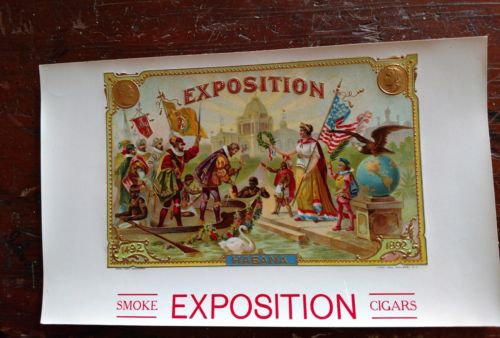 EXPOSITION
1492
1892
HABANA
SMOKE EXPOSITION CIGARS